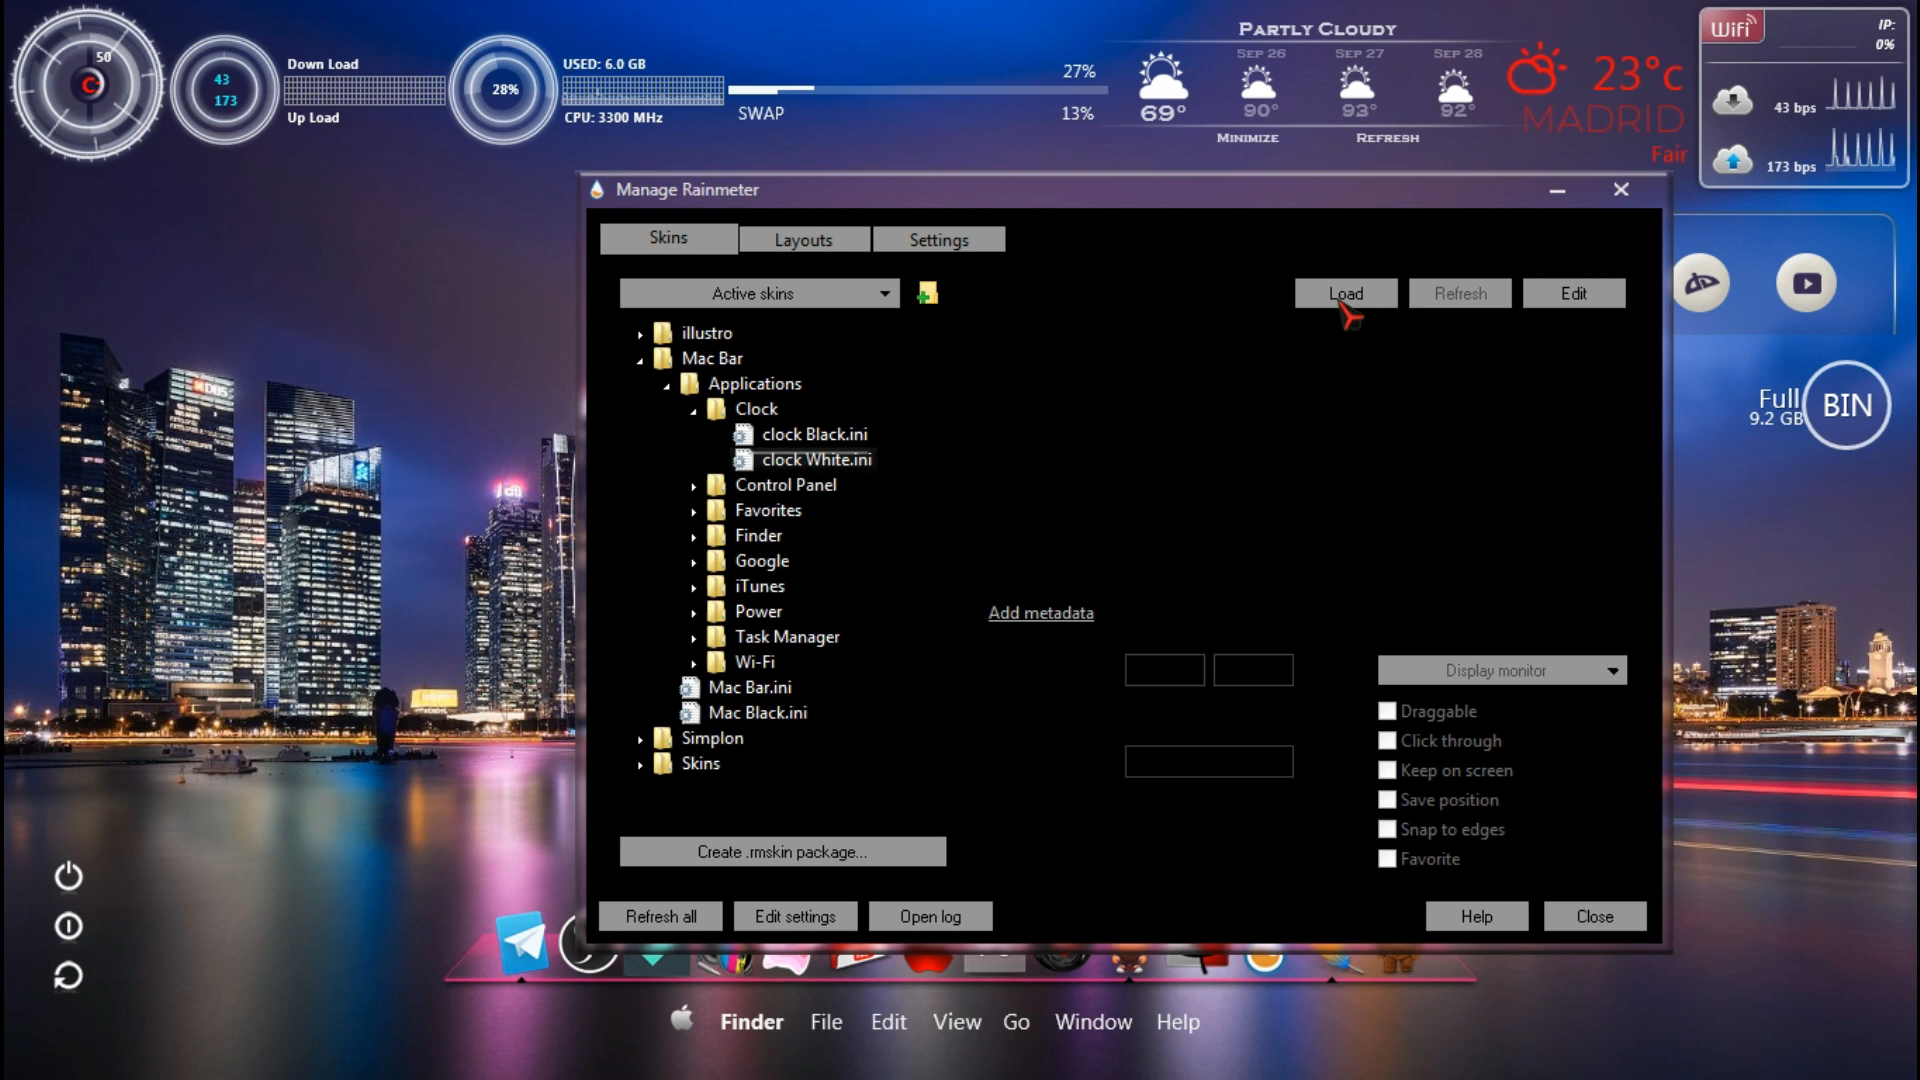 50
C
43
173
Down Load
Up Load
28%
USED: 6.0 GB
CPU: 3300 MHz
27%
SWAP
13%
PARTLY CLOUDY
SEP 26
SEP 27
SEP 28
69°
90°
93°
92°
MINIMIZE
REFRESH
23°c
MADRID
Fair
Wifi
IP:
0%
43 bps
173 bps
Manage Rainmeter
Skins
Layouts
Settings
Active skins
Load
Refresh
Edit
illustro
Mac Bar
Applications
Clock
clock Black.ini
clock White.ini
Control Panel
Favorites
Finder
Google
iTunes
Power
Task Manager
Wi-Fi
Mac Bar.ini
Mac Black.ini
Simplon
Skins
Add metadata
Display monitor
Draggable
Click through
Keep on screen
Save position
Snap to edges
Favorite
Create .rmskin package...
Refresh all
Edit settings
Open log
Help
Close
Full
9.2 GB
BIN
DBS
citi
Finder File Edit View Go Window Help